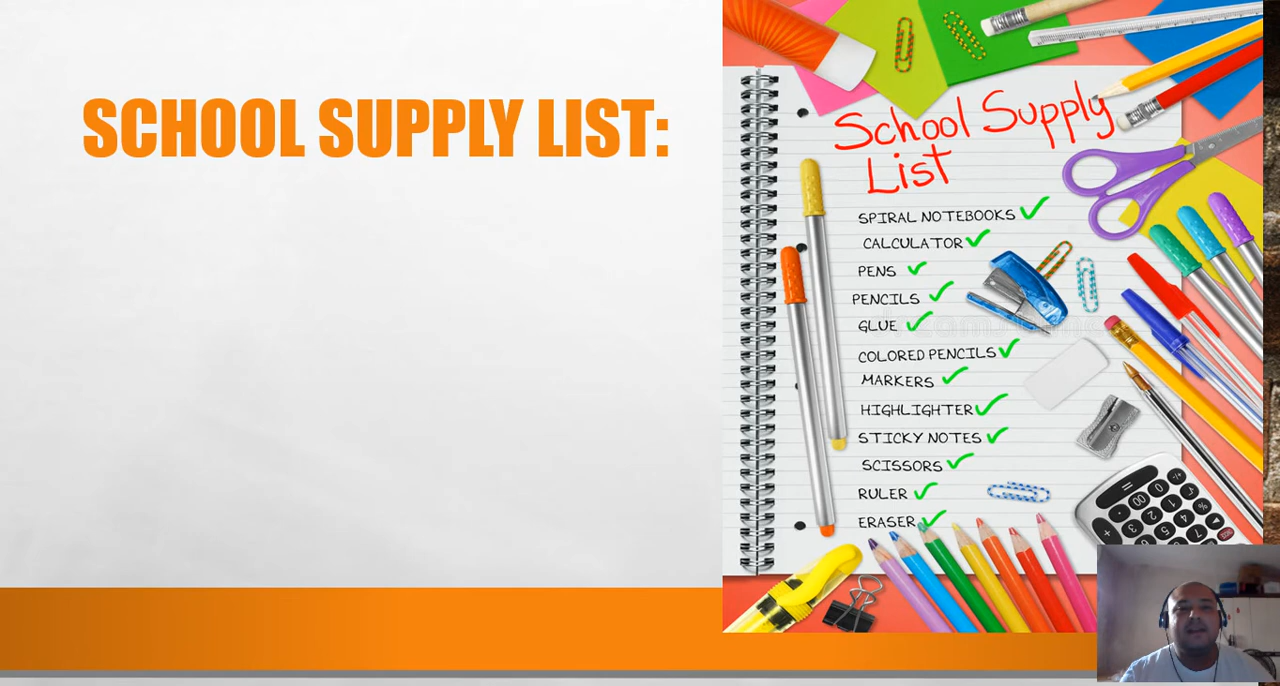 SCHOOL SUPPLY LIST:
School Supply
List
SPIRAL NOTEBOOKS
CALCULATOR
PENS
PENCILS
GLUE
COLORED PENCILS
MARKERS
HIGHLIGHTER
STICKY NOTES
SCISSORS
RULER
ERASER